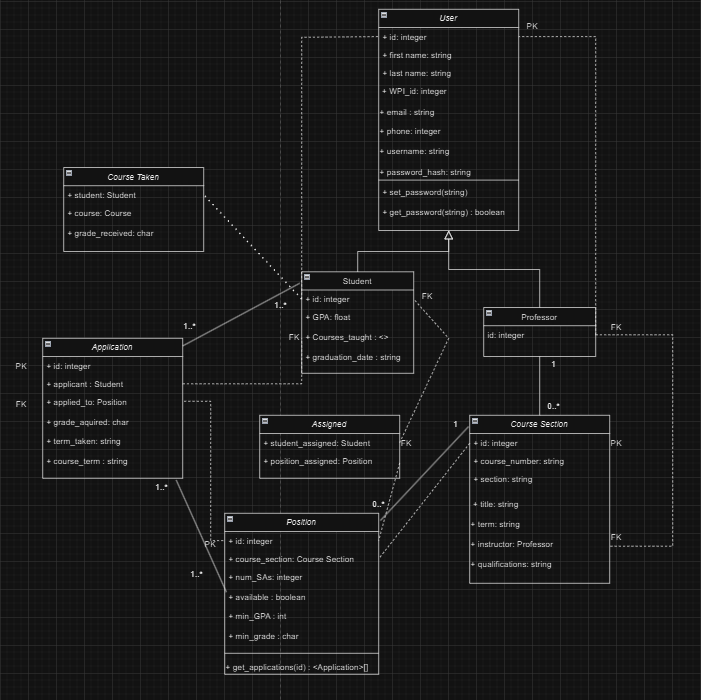 User
PK
+ id: integer
+ first name: string
+ last name: string
+ WPI_id: integer
+ email : string
+ phone: integer
+ username: string
+ password_hash: string
+ set_password(string)
+ get_password(string) : boolean
Course Taken
+ student: Student
+ course: Course
+ grade_received: char
Student
+ id: integer
FK
+ GPA: float
FK
+ Courses_taught : <>
+ graduation_date : string
1..*
1..*
Professor
id: integer
FK
1
0..*
Application
PK
+ id: integer
+ applicant : Student
FK
+ applied_to: Position
+ grade_aquired: char
+ term_taken: string
+ course_term : string
1..*
1..*
Assigned
+ student_assigned: Student
FK
+ position_assigned: Position
1
0..*
Course Section
+ id: integer
PK
+ course_number: string
+ section: string
+ title: string
+ term: string
+ instructor: Professor
FK
+ qualifications: string
Position
PK
+ id: integer
+ course_section: Course Section
+ num_SAs: integer
+ available : boolean
+ min_GPA : int
+ min_grade : char
+ get_applications(id) : <Application>[]